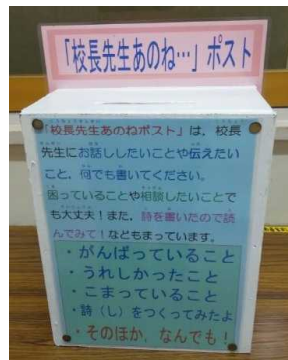 「校長先生あのね…」ポスト
「校長先生あのねポスト」は、校長
先生にお話ししたいことや伝えたい
こと、何でも書いてください。
困っていることや相談したいことで
も大丈夫!また、詩を書いたので読
んでみて!などもまっています。
・がんばっていること
・うれしかったこと
・こまっていること
・詩(し)をつくってみたよ
・そのほか、なんでも!